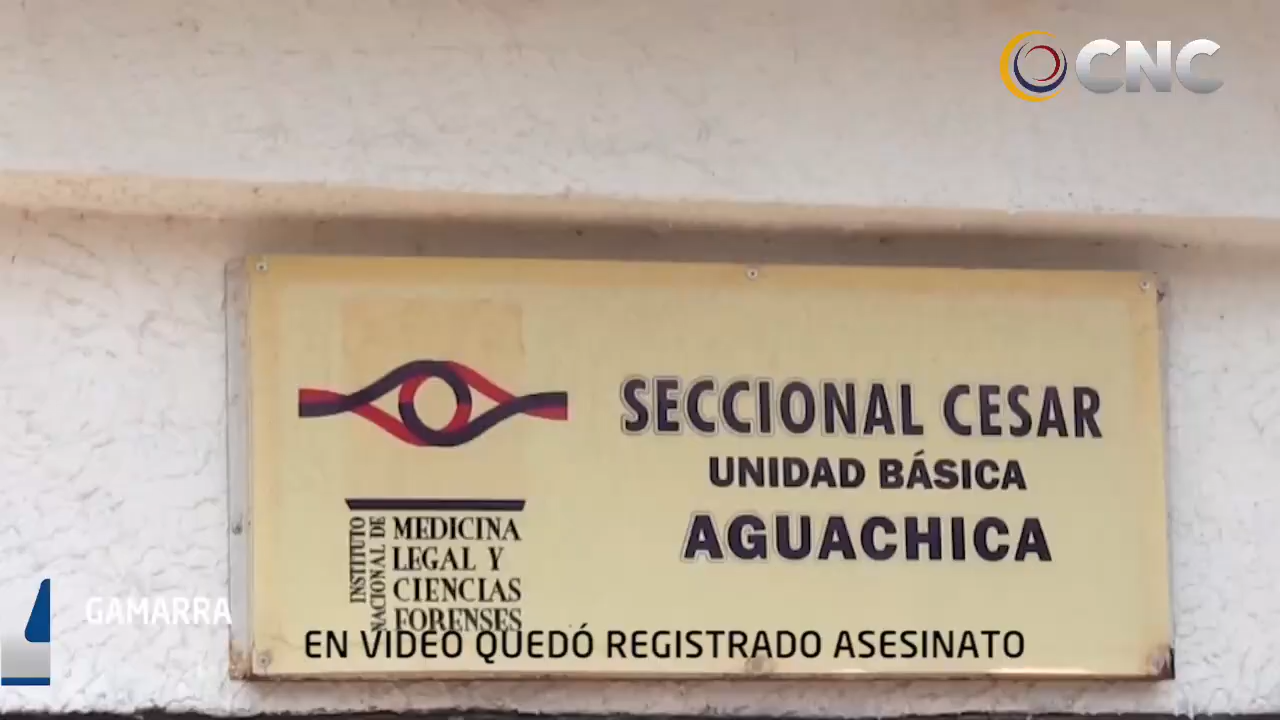 CNC
SECCIONAL CESAR
UNIDAD BÁSICA
AGUACHICA
INSTITUTO
NACIONAL DE
MEDICINA
LEGAL Y
CIENCIAS
FORENSES
GAMARRA
EN VIDEO QUEDÓ REGISTRADO ASESINATO